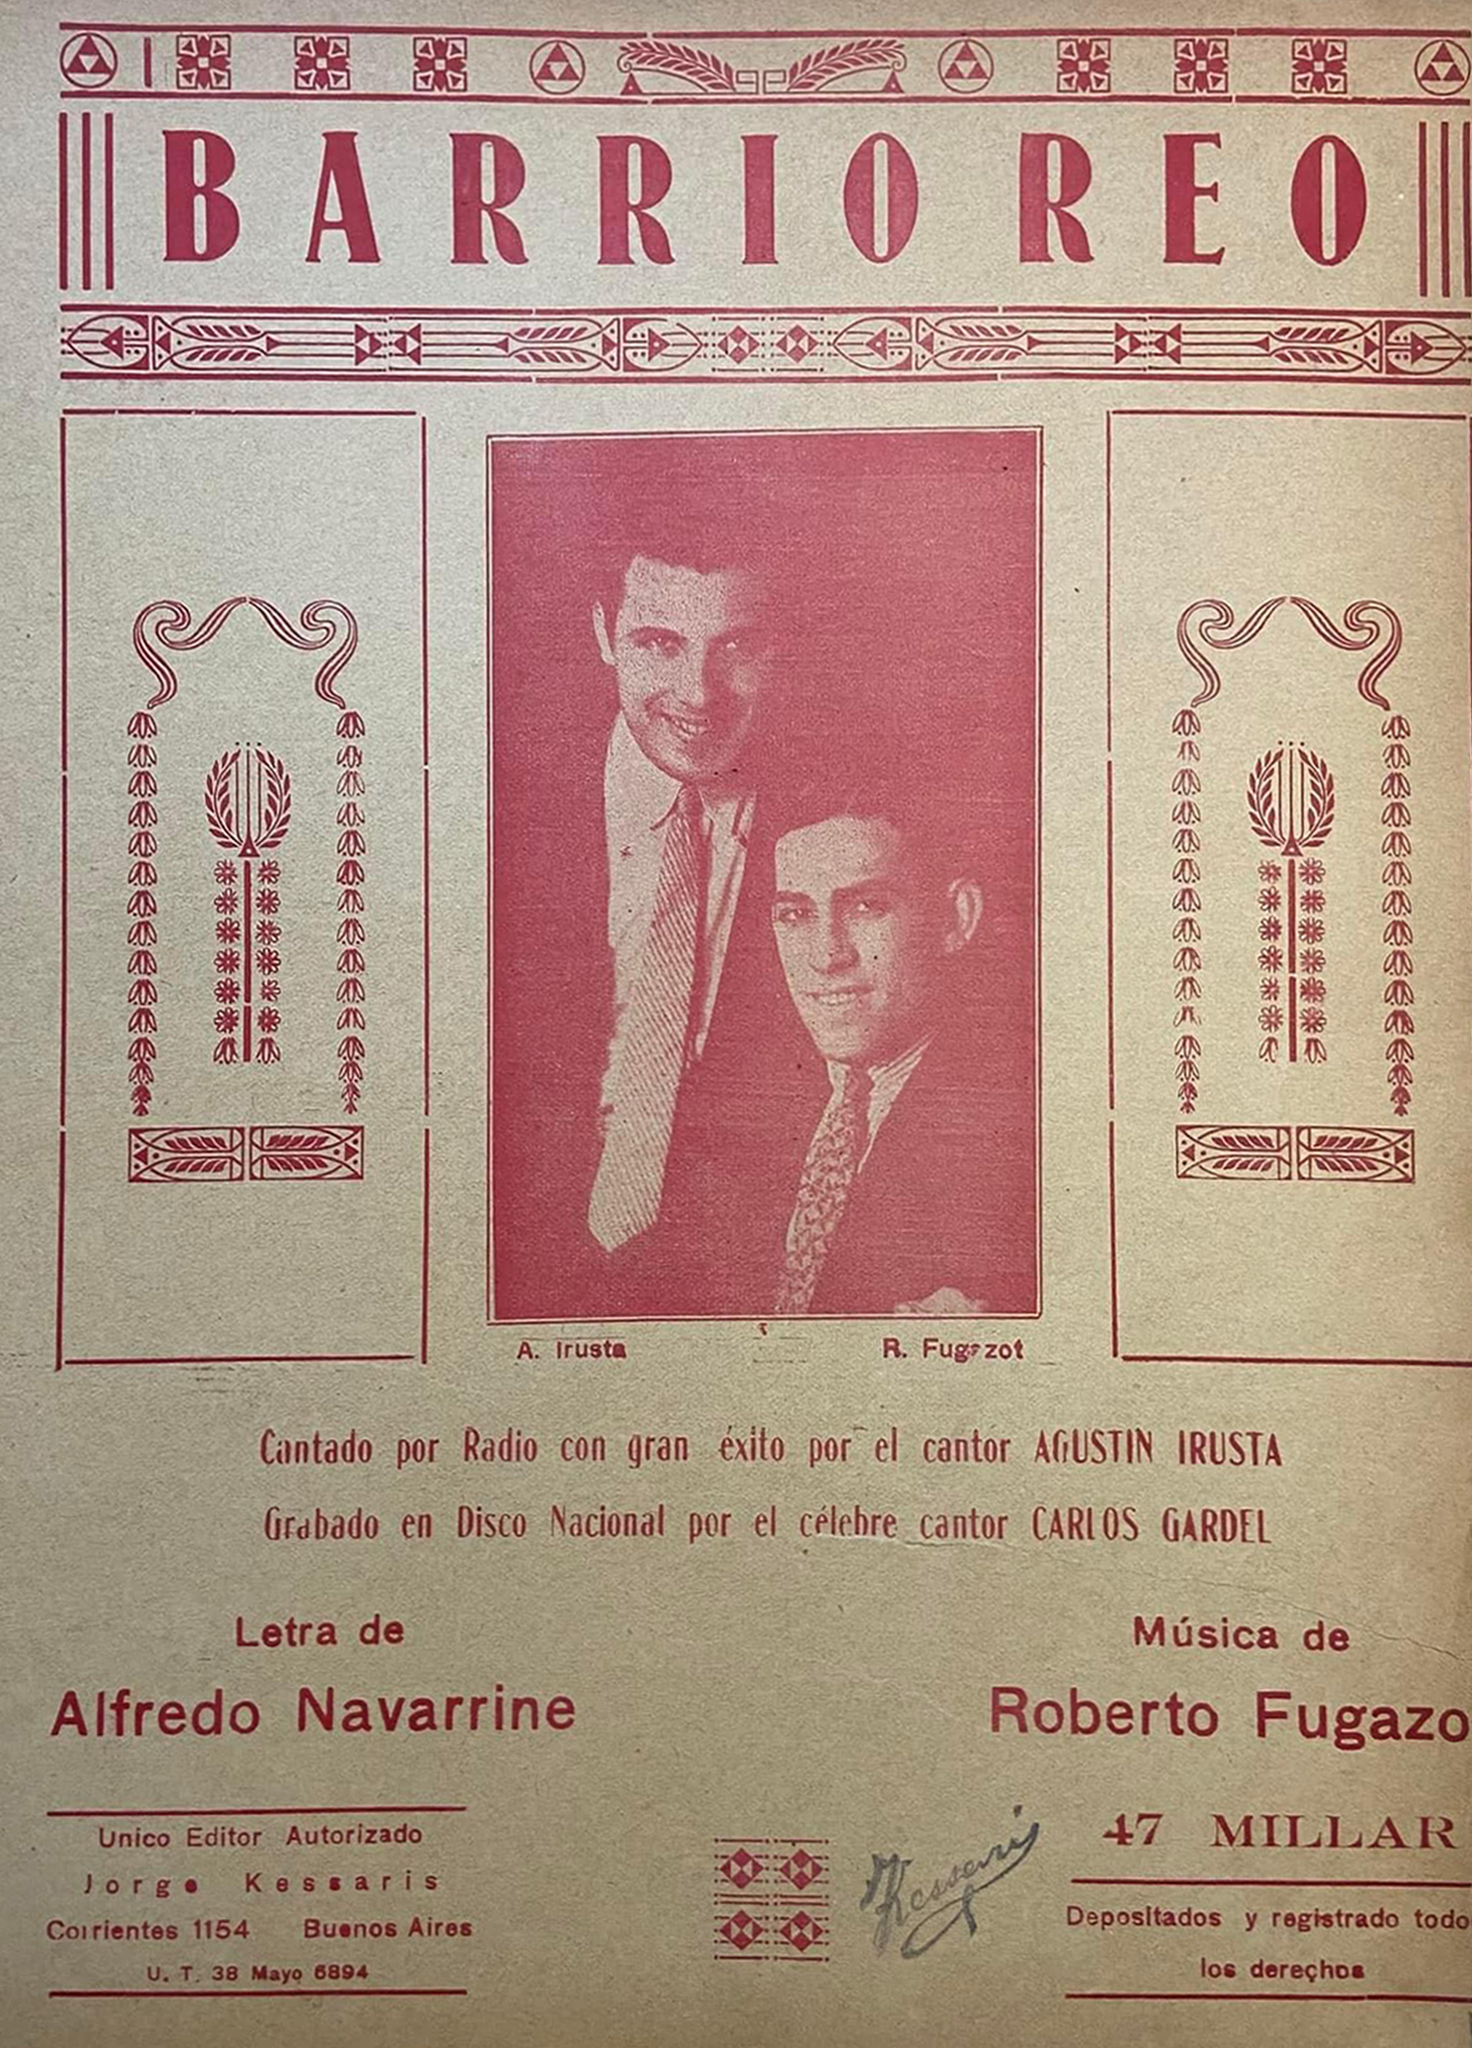 BARRIO REO
A. Irusta R. Fugazot
Cantado por Radio con gran éxito por el cantor AGUSTIN IRUSTA
Grabado en Disco Nacional por el célebre cantor CARLOS GARDEL
Letra de
Alfredo Navarrine
Música de
Roberto Fugazo
Unico Editor Autorizado
Jorge Kessaris
Corrientes 1154 Buenos Aires
U. T. 38 Mayo 6894
Kessaris
47 MILLAR
Depositados y registrado todo
los derechos